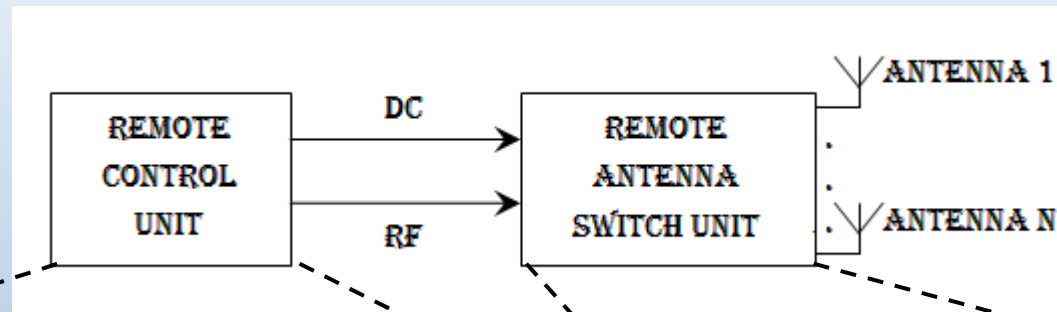 REMOTE
CONTROL
UNIT
DC
RF
REMOTE
ANTENNA
SWITCH UNIT
ANTENNA 1
ANTENNA N